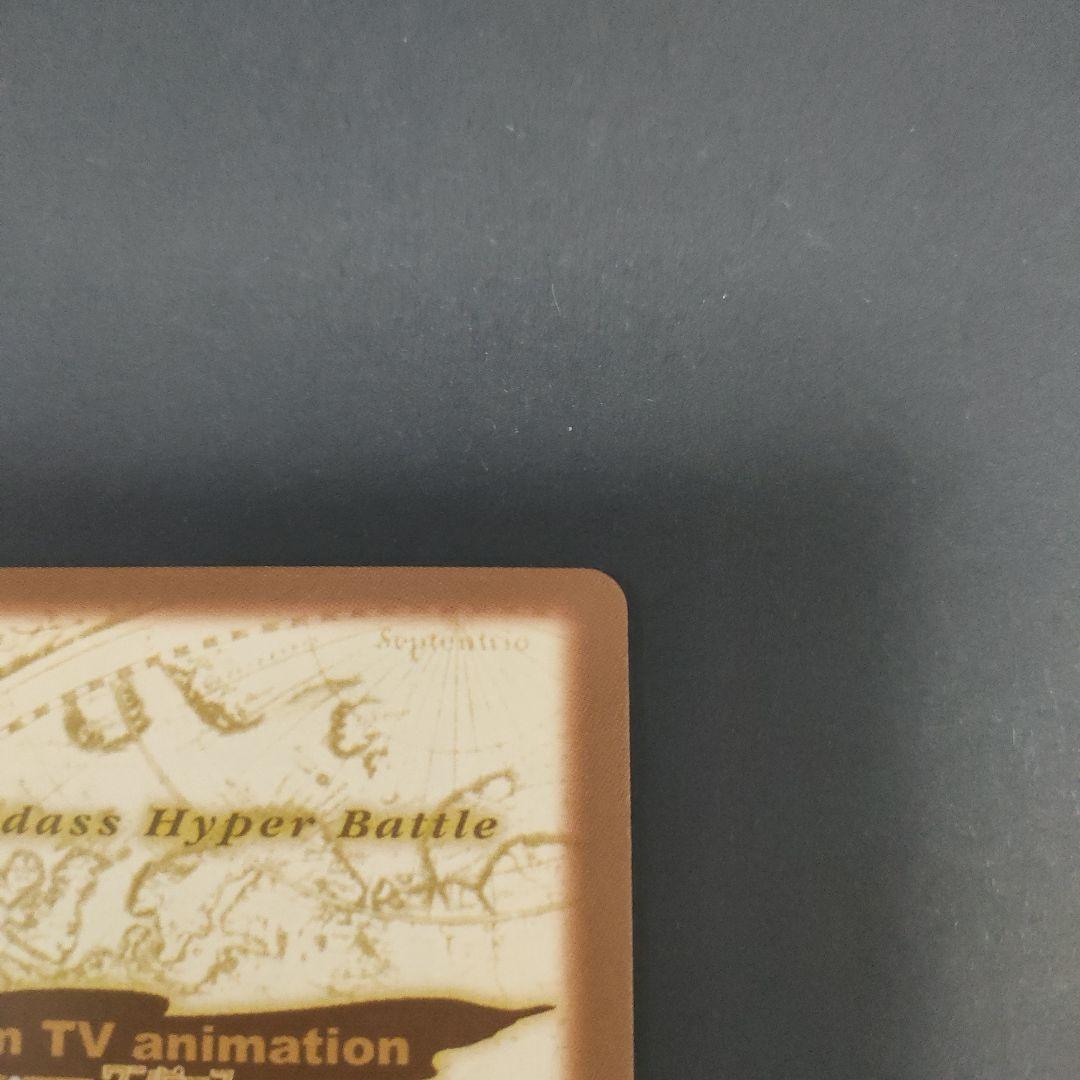 Septentrio
dass Hyper Battle
m TV animation